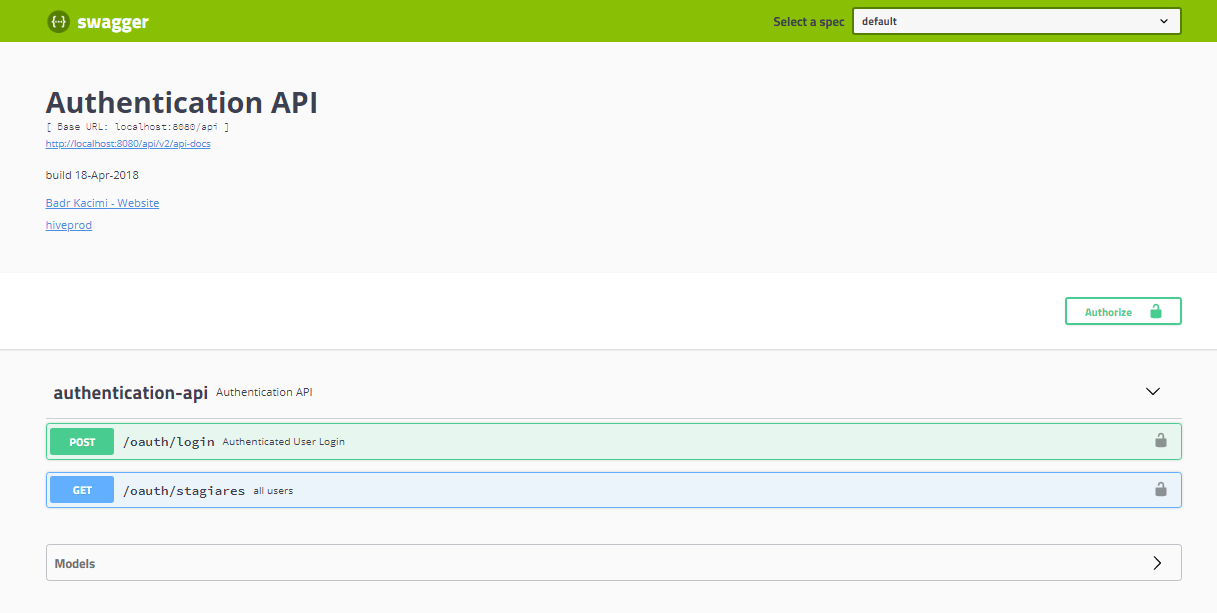 {··} swagger
Select a spec default
Authentication API
[ Base URL: localhost:8080/api ]
http://localhost:8080/api/v2/api-docs
build 18-Apr-2018
Badr Kacimi - Website
hiveprod
Authorize
authentication-api Authentication API
POST /oauth/login Authenticated User Login
GET /oauth/stagiares all users
Models